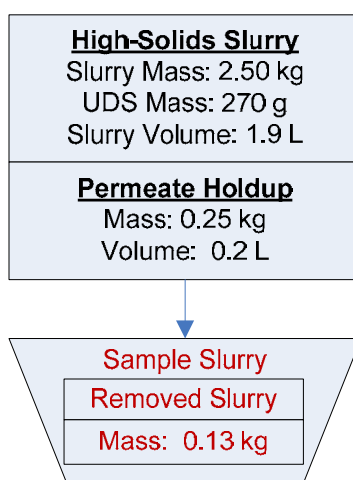 High-Solids Slurry
Slurry Mass: 2.50 kg
UDS Mass: 270 g
Slurry Volume: 1.9 L
Permeate Holdup
Mass: 0.25 kg
Volume: 0.2 L
Sample Slurry
Removed Slurry
Mass: 0.13 kg